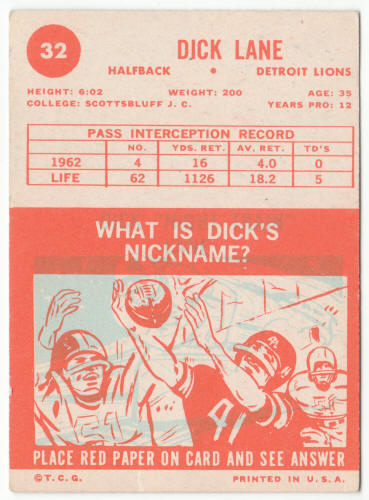 32
DICK LANE
HALFBACK • DETROIT LIONS
HEIGHT: 6:02 WEIGHT: 200 AGE: 35
COLLEGE: SCOTTSBLUFF J. C. YEARS PRO: 12
PASS INTERCEPTION RECORD
NO. YDS. RET. AV. RET. TD'S
1962 4 16 4.0 0
LIFE 62 1126 18.2 5
WHAT IS DICK'S
NICKNAME?
PLACE RED PAPER ON CARD AND SEE ANSWER
©T.C.G. PRINTED IN U.S.A.